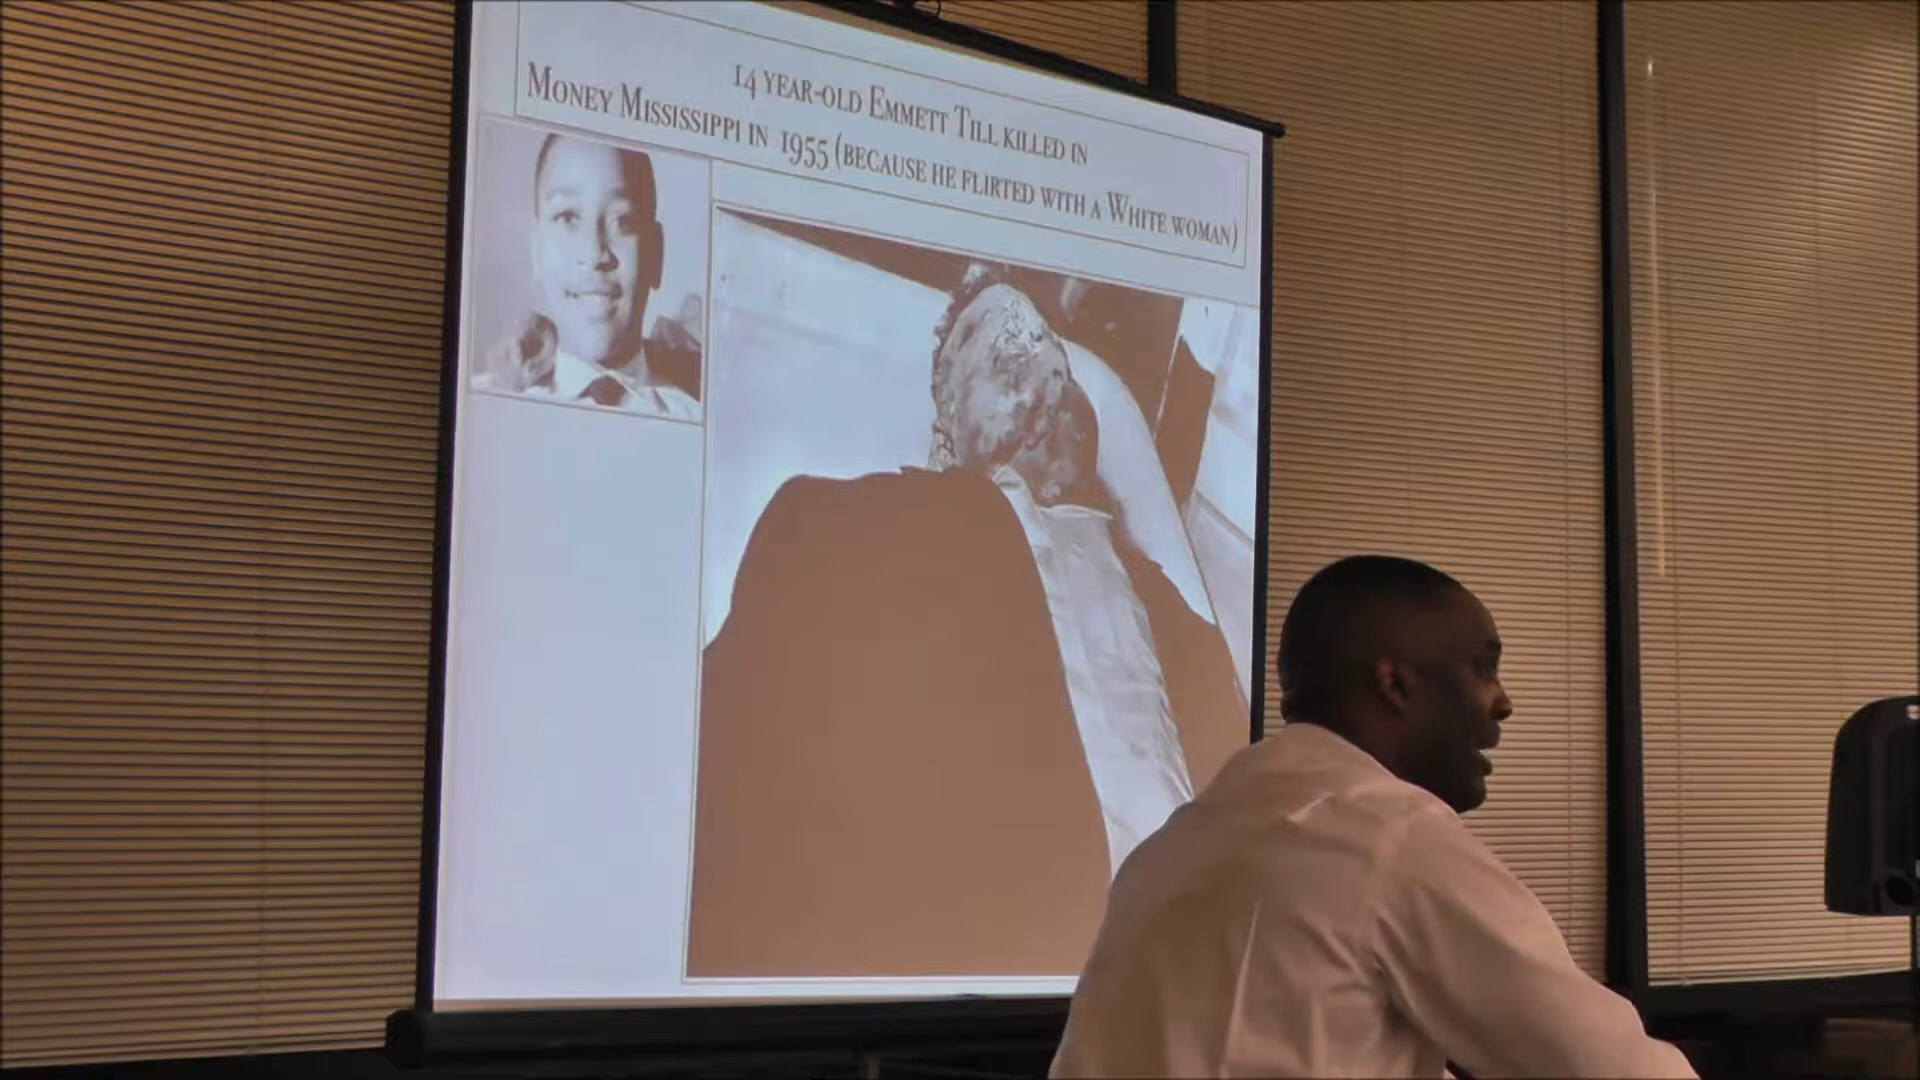 14 YEAR-OLD EMMETT TILL KILLED IN
MONEY MISSISSIPPI IN 1955 (BECAUSE HE FLIRTED WITH A WHITE WOMAN)